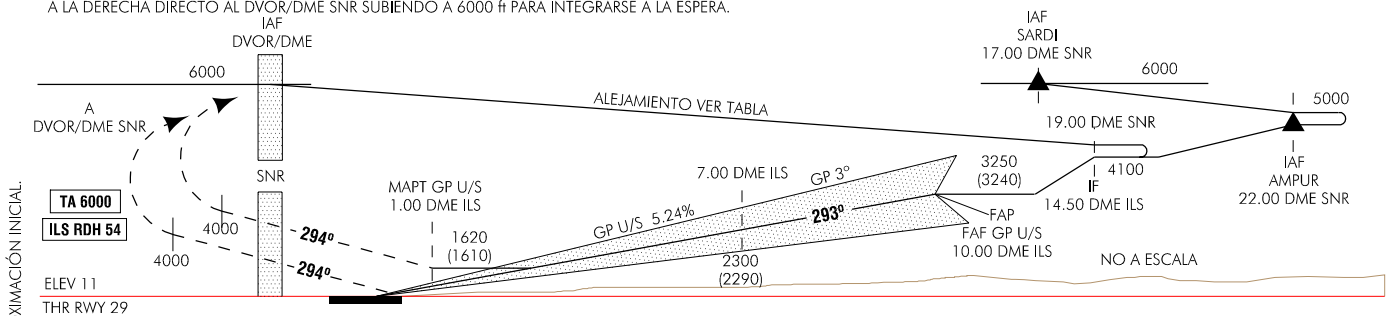 A LA DERECHA DIRECTO AL DVOR/DME SNR SUBIENDO A 6000 ft PARA INTEGRARSE A LA ESPERA.
IAF
DVOR/DME
IAF
SARDI
17.00 DME SNR
6000
6000
5000
A
DVOR/DME SNR
ALEJAMIENTO VER TABLA
19.00 DME SNR
SNR
MAPT GP U/S
1.00 DME ILS
7.00 DME ILS
GP 3º
3250
(3240)
4100
IAF
AMPUR
22.00 DME SNR
IF
14.50 DME ILS
TA 6000
ILS RDH 54
4000
4000
294º
294º
1620
(1610)
GP U/S 5.24%
293º
FAP
FAF GP U/S
10.00 DME ILS
2300
(2290)
NO A ESCALA
ELEV 11
THR RWY 29
XIMACIÓN INICIAL.